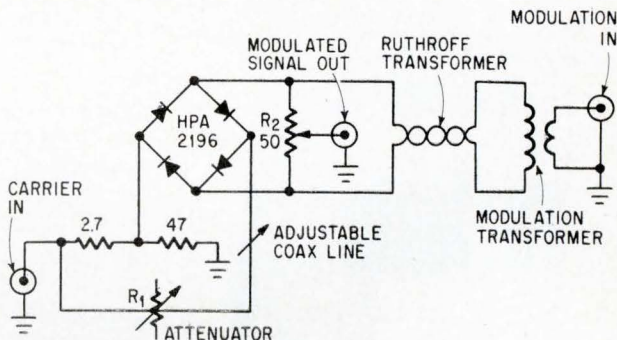 MODULATION
IN
MODULATED
SIGNAL OUT
RUTHROFF
TRANSFORMER
HPA
2196
R2
50
CARRIER
IN
2.7
47
ADJUSTABLE
COAX LINE
MODULATION
TRANSFORMER
R1
ATTENUATOR